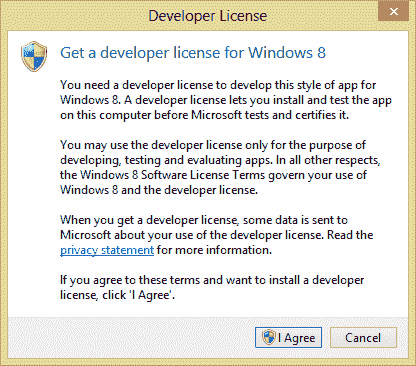 Developer License
Get a developer license for Windows 8
You need a developer license to develop this style of app for
Windows 8. A developer license lets you install and test the app
on this computer before Microsoft tests and certifies it.
You may use the developer license only for the purpose of
developing, testing and evaluating apps. In all other respects,
the Windows 8 Software License Terms govern your use of
Windows 8 and the developer license.
When you get a developer license, some data is sent to
Microsoft about your use of the developer license. Read the
privacy statement for more information.
If you agree to these terms and want to install a developer
license, click 'I Agree'.
I Agree
Cancel